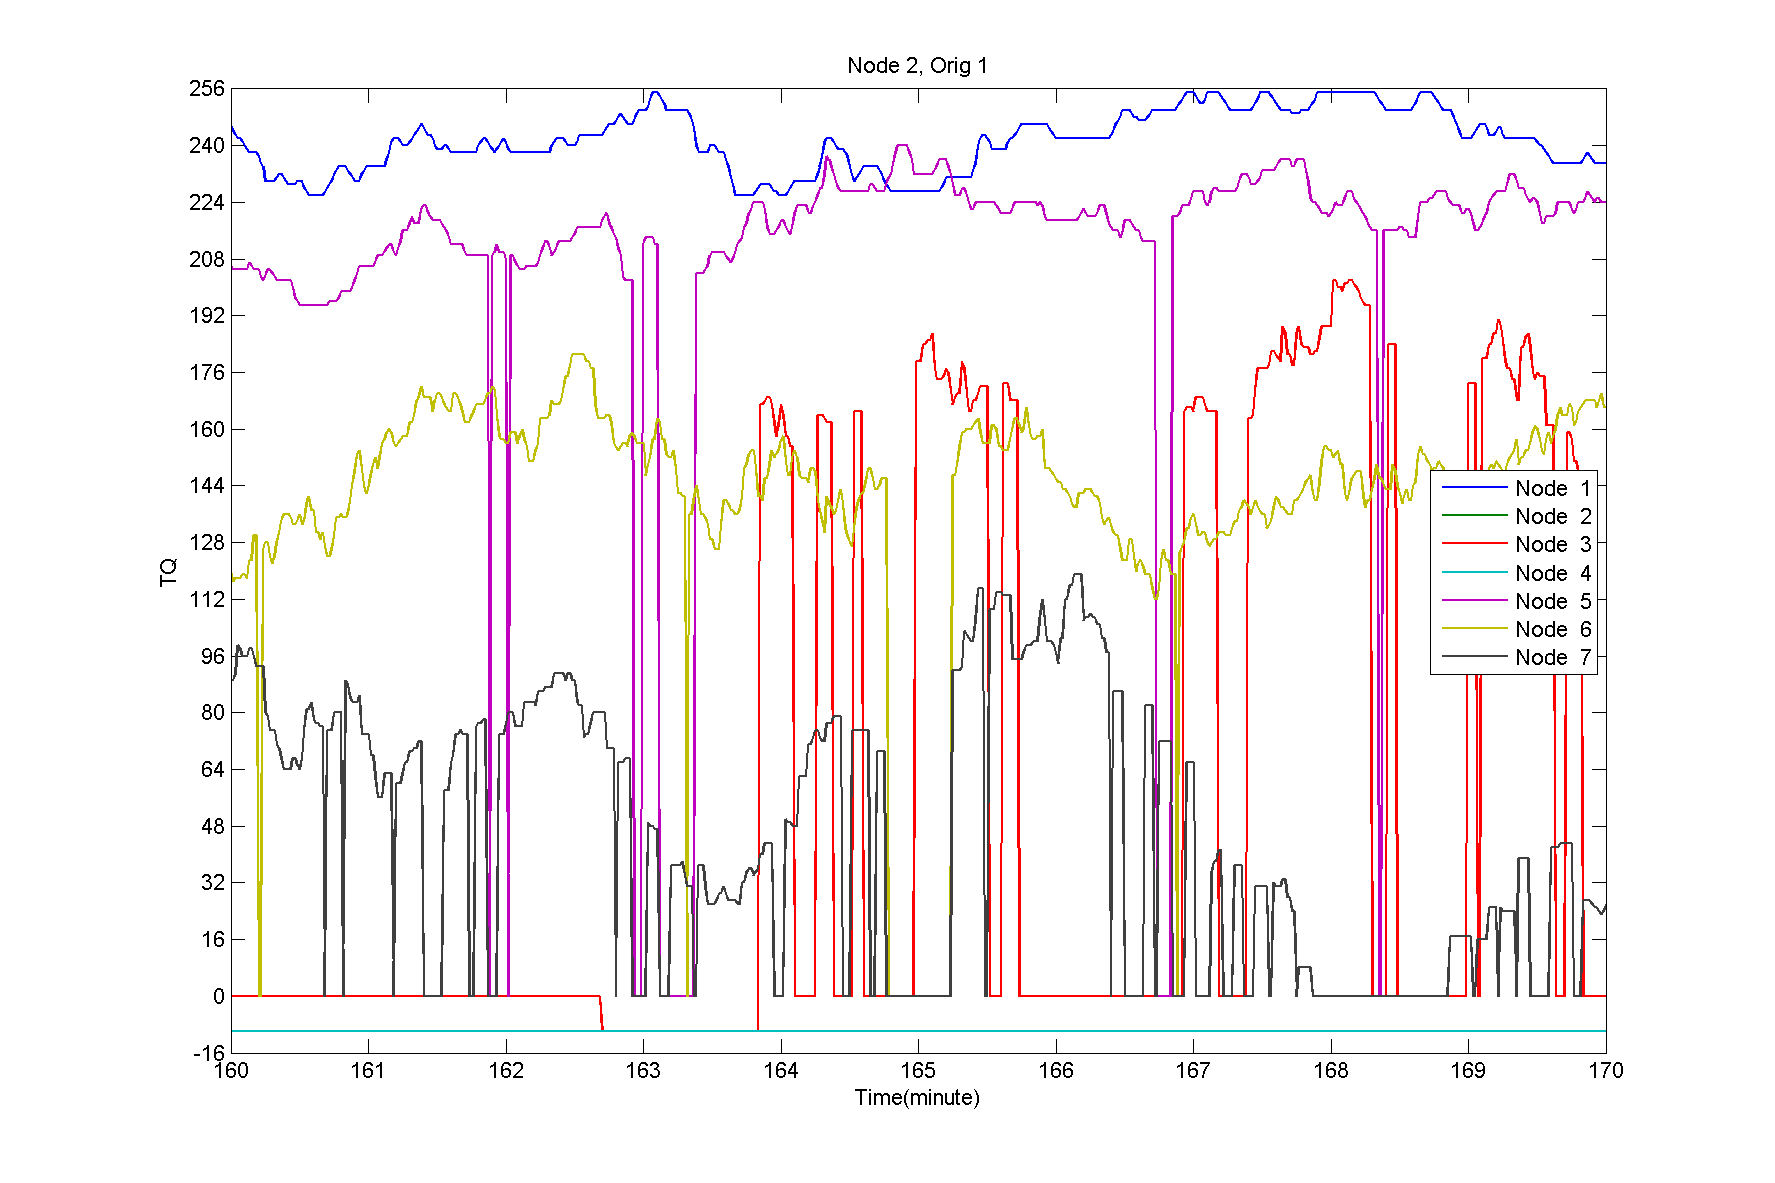 Node 2, Orig 1
256
240
224
208
192
176
160
144
128
112
96
80
64
48
32
16
0
-16
TQ
160 161 162 163 164 165 166 167 168 169 170
Time(minute)
Node 1
Node 2
Node 3
Node 4
Node 5
Node 6
Node 7